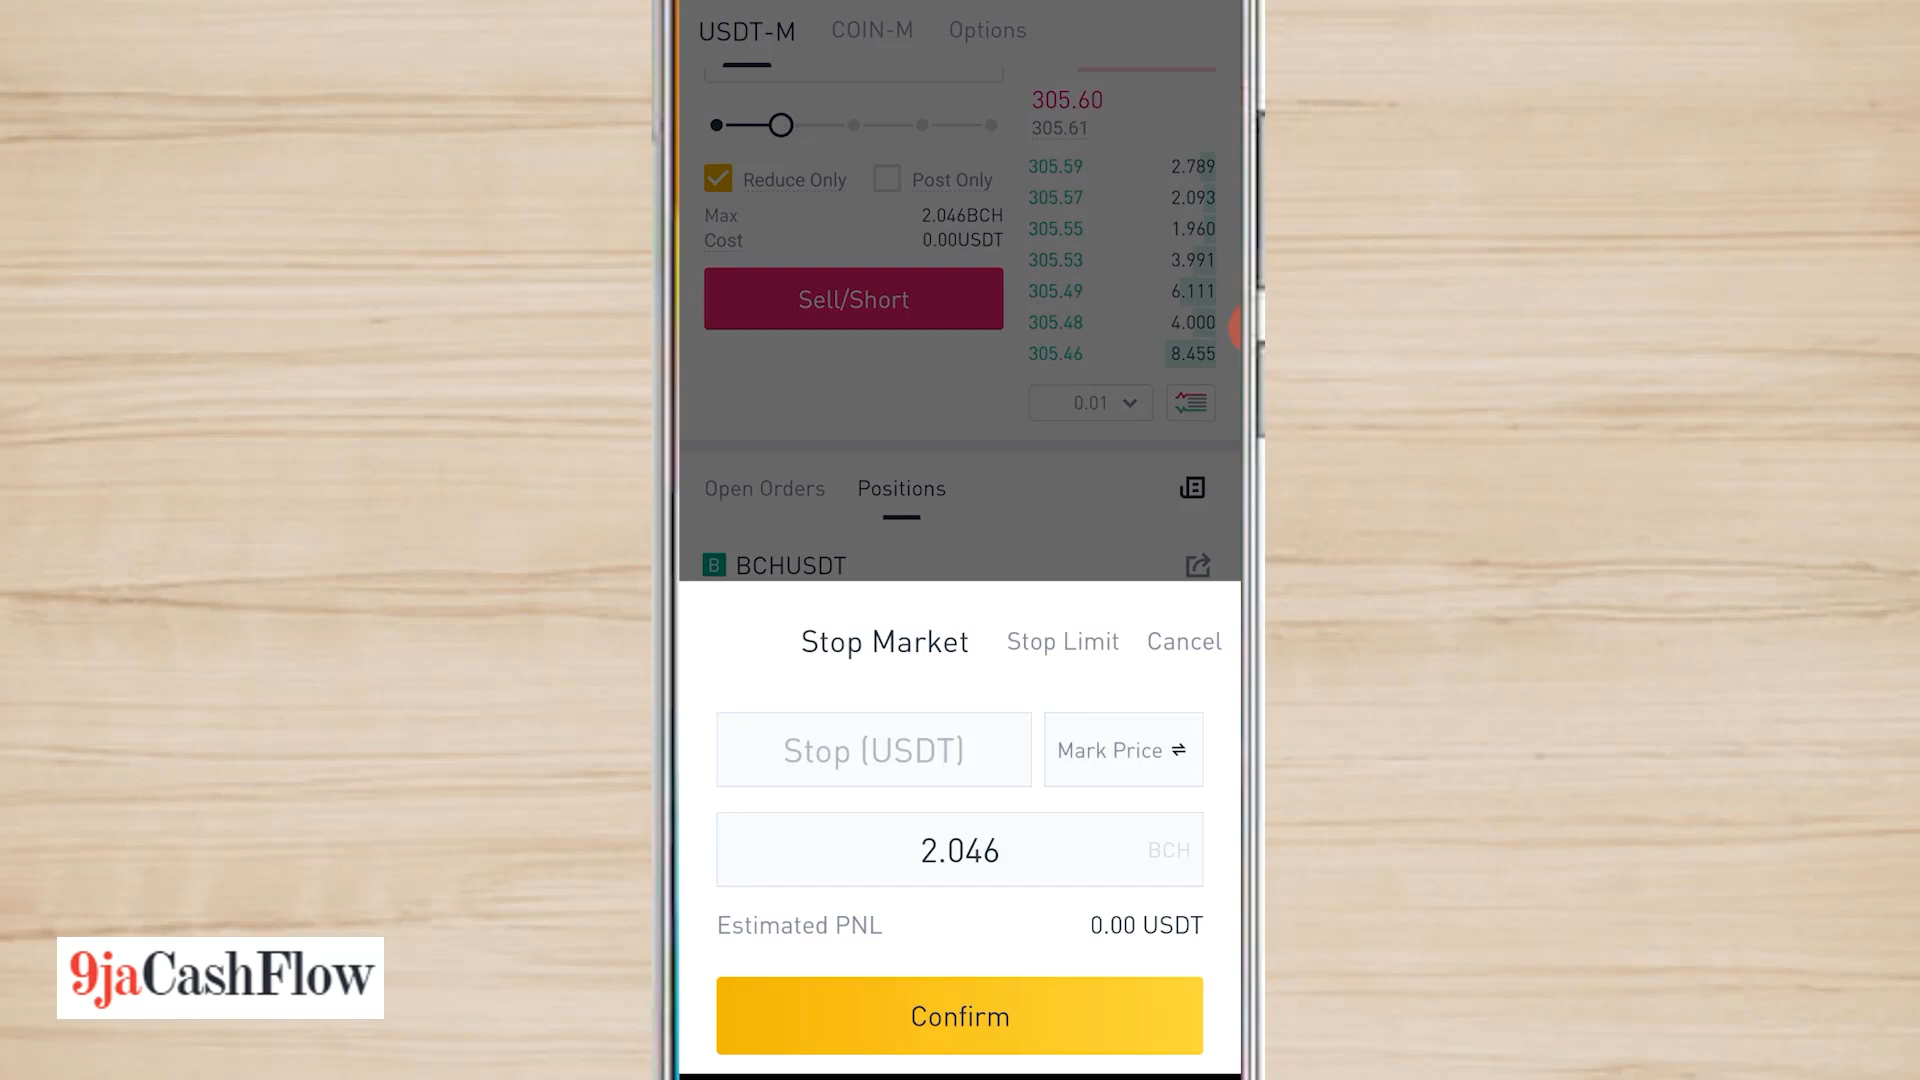 USDT-M COIN-M Options
305.60
305.61
Reduce Only Post Only
Max 2.046BCH
Cost 0.00USDT
Sell/Short
305.59 2.789
305.57 2.093
305.55 1.960
305.53 3.991
305.49 6.111
305.48 4.000
305.46 8.455
0.01
Open Orders Positions
B BCHUSDT
Stop Market Stop Limit Cancel
Stop (USDT) Mark Price
2.046 BCH
Estimated PNL 0.00 USDT
Confirm
9jaCashFlow